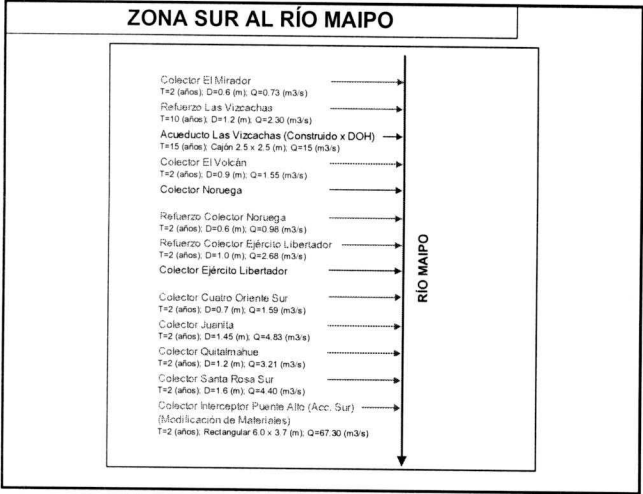 ZONA SUR AL RÍO MAIPO
Colector El Mirador
T=2 (años); D=0.6 (m); Q=0.73 (m3/s)
Refuerzo Las Vizcachas
T=10 (años); D=1.2 (m); Q=2.30 (m3/s)
Acueducto Las Vizcachas (Construido x DOH)
T=15 (años); Cajón 2.5 x 2.5 (m); Q=15 (m3/s)
Colector El Volcán
T=2 (años); D=0.9 (m); Q=1.55 (m3/s)
Colector Noruega
Refuerzo Colector Noruega
T=2 (años); D=0.6 (m); Q=0.98 (m3/s)
Refuerzo Colector Ejército Libertador
T=2 (años); D=1.0 (m); Q=2.68 (m3/s)
Colector Ejército Libertador
Colector Cuatro Oriente Sur
T=2 (años); D=0.7 (m); Q=1.59 (m3/s)
Colector Juanita
T=2 (años); D=1.45 (m); Q=4.83 (m3/s)
Colector Quitalmahue
T=2 (años); D=1.2 (m); Q=3.21 (m3/s)
Colector Santa Rosa Sur
T=2 (años); D=1.6 (m); Q=4.40 (m3/s)
Colector Interceptor Puente Alto (Acc. Sur)
(Modificación de Materiales)
T=2 (años); Rectangular 6.0 x 3.7 (m); Q=67.30 (m3/s)
RÍO MAIPO